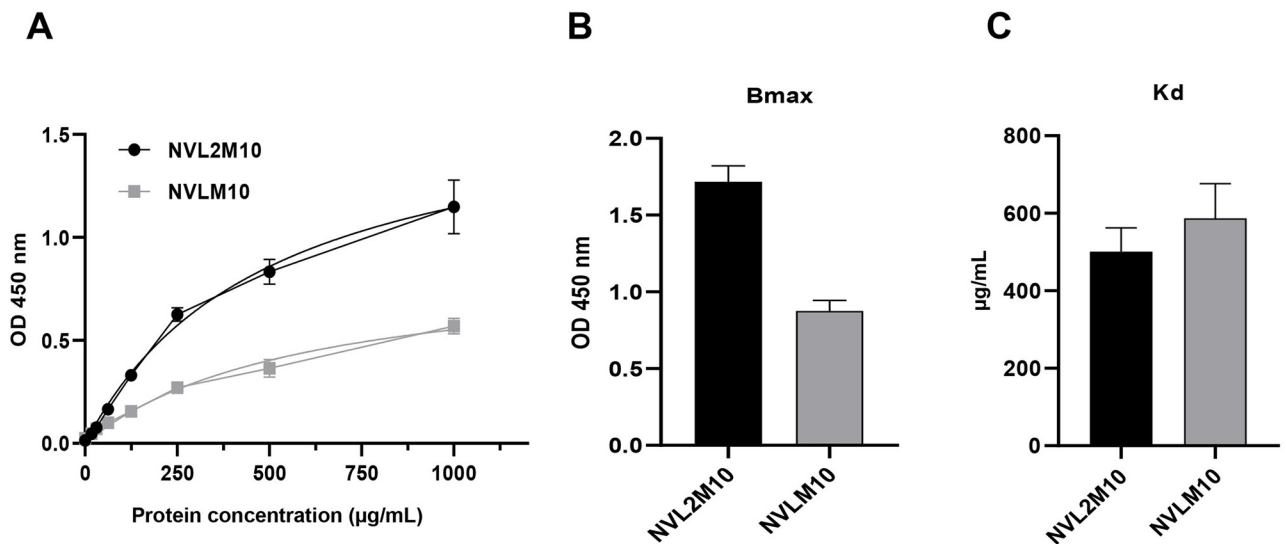 A
B
C
Bmax
Kd
NVL2M10
NVLM10
OD 450 nm
1.5
1.0
0.5
0.0
0
250
500
750
1000
Protein concentration (µg/mL)
OD 450 nm
2.0
1.5
1.0
0.5
0.0
NVL2M10
NVLM10
µg/mL
800
600
400
200
0
NVL2M10
NVLM10